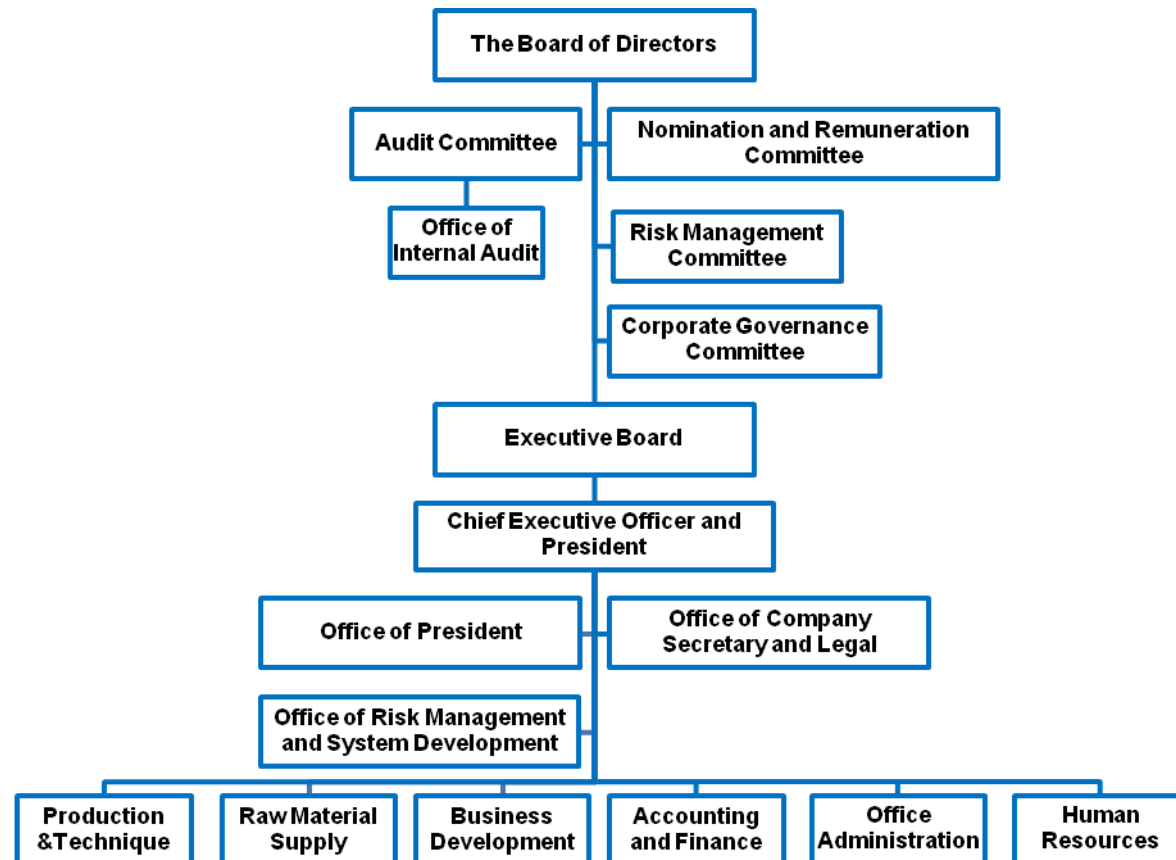 The Board of Directors
Audit Committee
Nomination and Remuneration
Committee
Office of
Internal Audit
Risk Management
Committee
Corporate Governance
Committee
Executive Board
Chief Executive Officer and
President
Office of President
Office of Company
Secretary and Legal
Office of Risk Management
and System Development
Production
&Technique
Raw Material
Supply
Business
Development
Accounting
and Finance
Office
Administration
Human
Resources